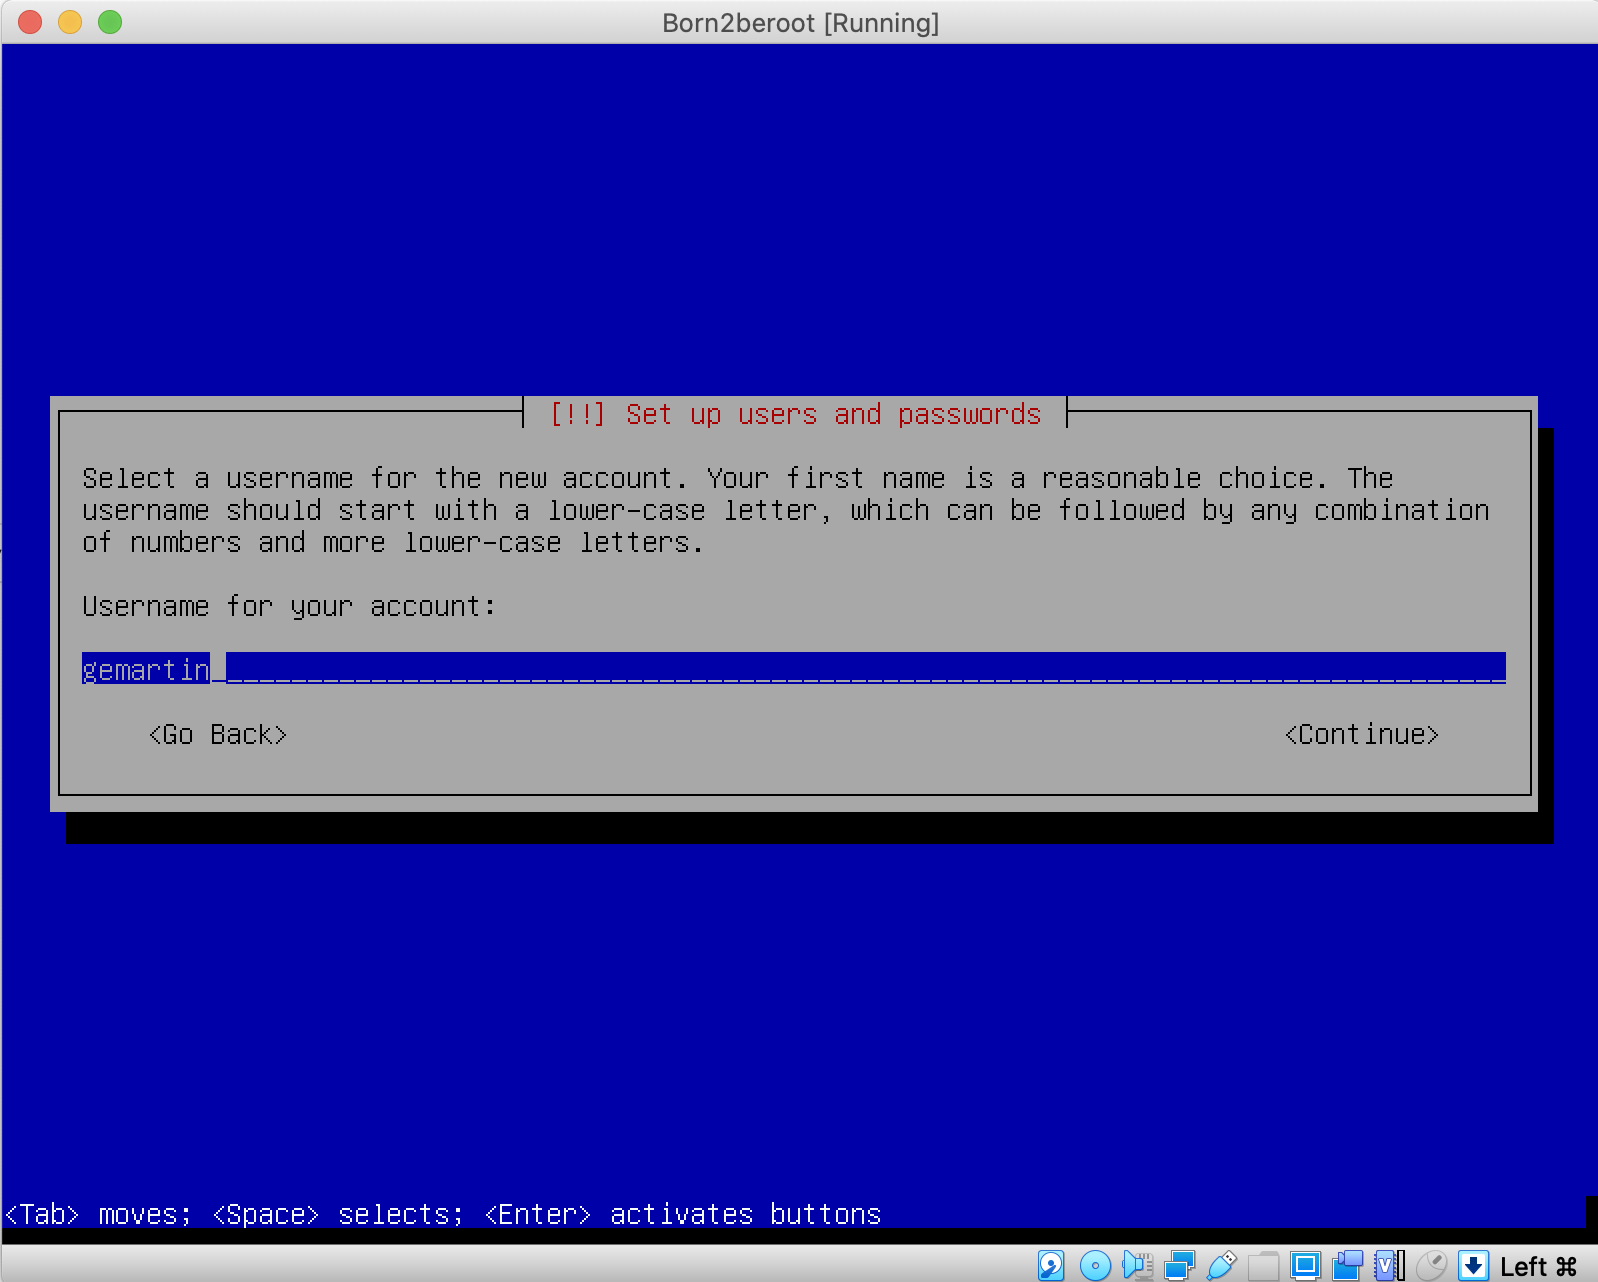 Born2beroot [Running]
[!!] Set up users and passwords
Select a username for the new account. Your first name is a reasonable choice. The
username should start with a lower-case letter, which can be followed by any combination
of numbers and more lower-case letters.
Username for your account:
gemartin
<Go Back>
<Continue>
<Tab> moves; <Space> selects; <Enter> activates buttons
Left ⌘